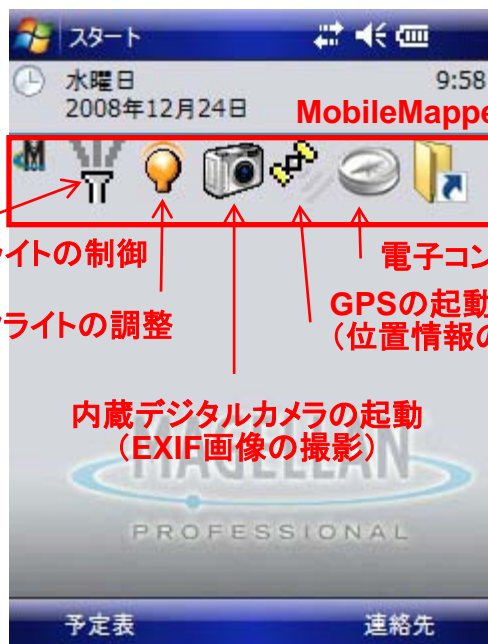 スタート
水曜日
9:58
2008年12月24日
MobileMappe
M
ライトの制御
電子コン
クライトの調整
GPSの起動
（位置情報の
内蔵デジタルカメラの起動
（EXIF画像の撮影）
MAGELLAN
PROFESSIONAL
予定表
連絡先